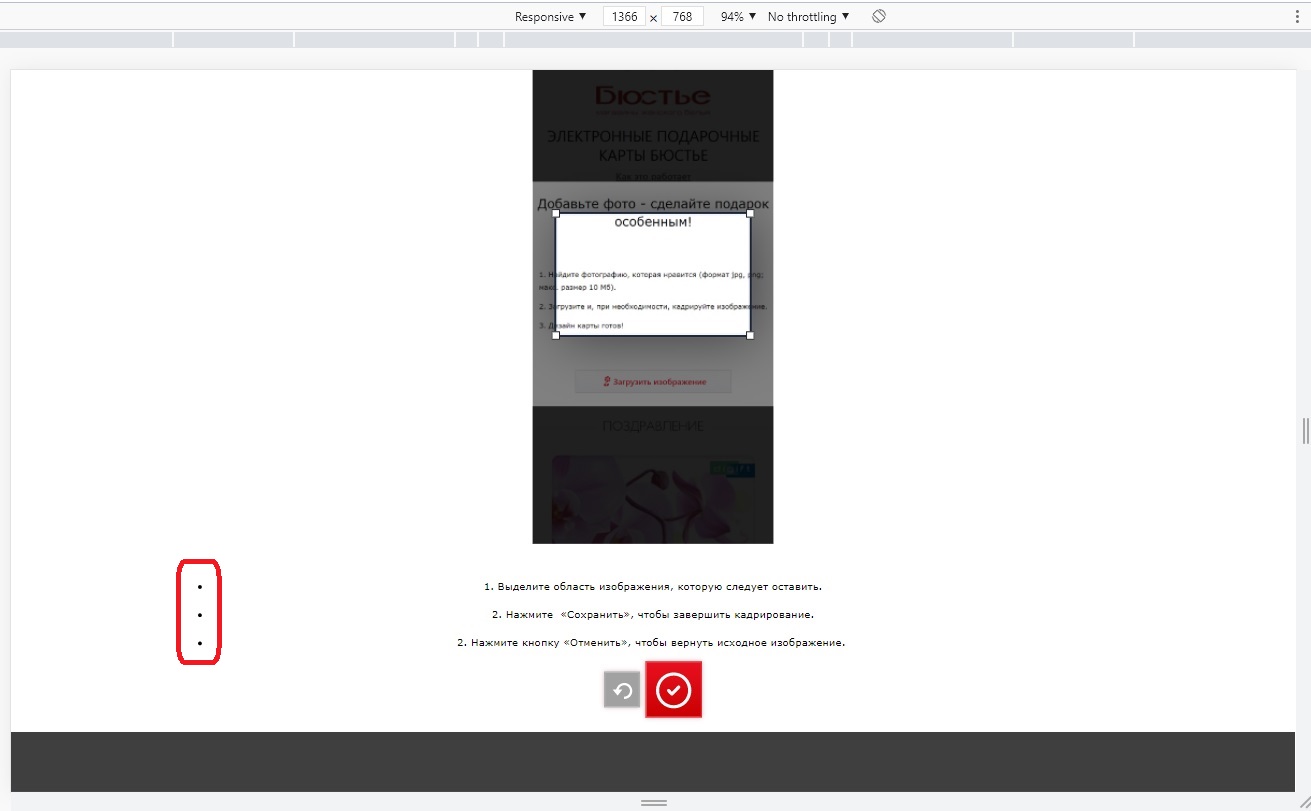 Responsive ▼ 1366 x 768 94% ▼ No throttling ▼
Бюстье
ЭЛЕКТРОННЫЕ ПОДАРОЧНЫЕ
КАРТЫ БЮСТЬЕ
Как это работает
Добавьте фото - сделайте подарок
особенным!
1. Найдите фотографию, которая нравится (формат jpg, png;
макс. размер 10 Мб).
2. Загрузите и, при необходимости, кадрируйте изображение.
3. Дизайн карты готов!
Загрузить изображение
ПОЗДРАВЛЕНИЕ
• 1. Выделите область изображения, которую следует оставить.
• 2. Нажмите «Сохранить», чтобы завершить кадрирование.
• 2. Нажмите кнопку «Отменить», чтобы вернуть исходное изображение.